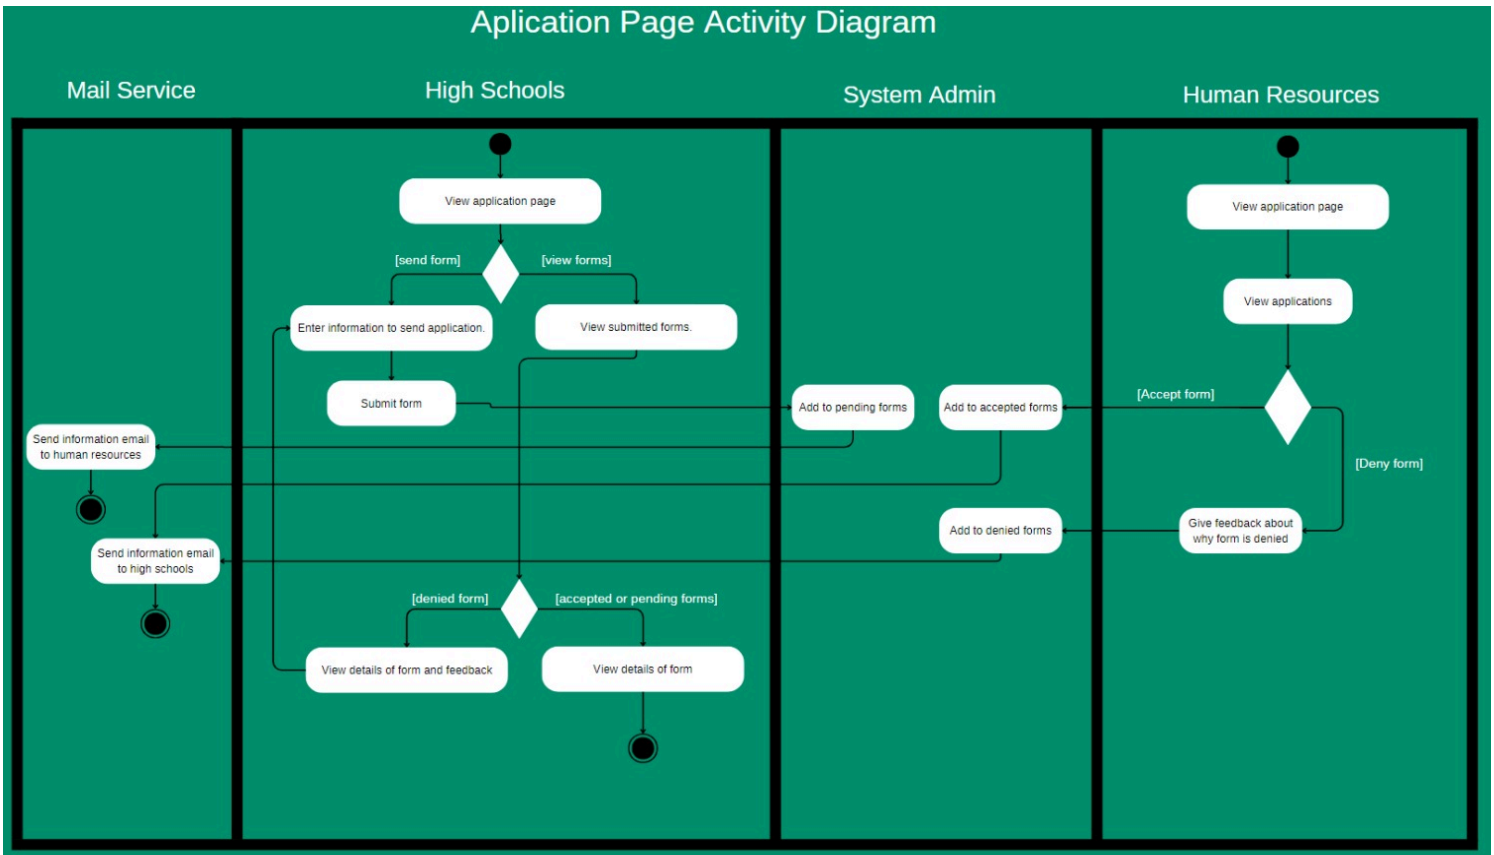 Aplication Page Activity Diagram
Mail Service
High Schools
System Admin
Human Resources
View application page
View application page
[send form]
[view forms]
View applications
Enter information to send application.
View submitted forms.
Submit form
Add to pending forms
Add to accepted forms
[Accept form]
Send information email
to human resources
[Deny form]
Give feedback about
why form is denied
Add to denied forms
Send information email
to high schools
[denied form]
[accepted or pending forms]
View details of form and feedback
View details of form